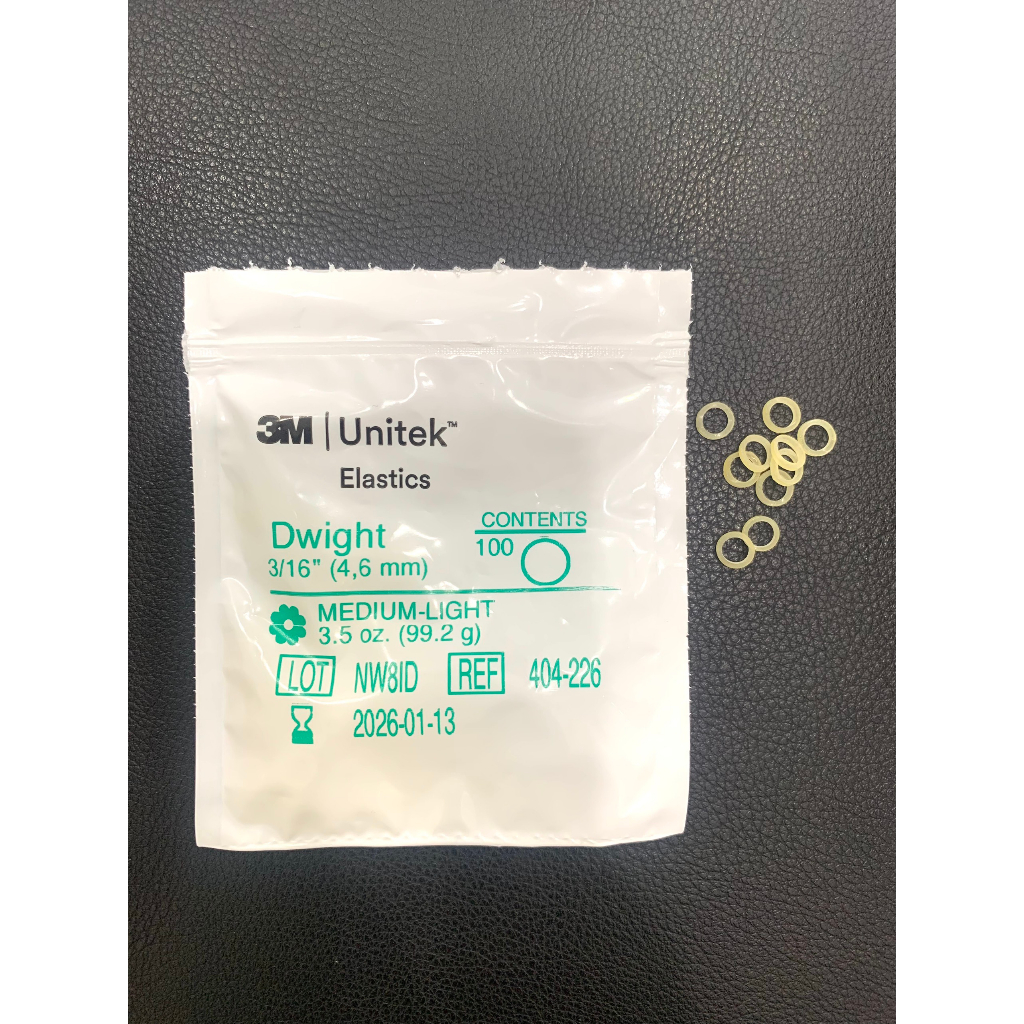 3M | Unitek™
Elastics
Dwight
3/16" (4,6 mm)
CONTENTS
100
MEDIUM-LIGHT
3.5 oz. (99.2 g)
LOT NW8ID REF 404-226
2026-01-13